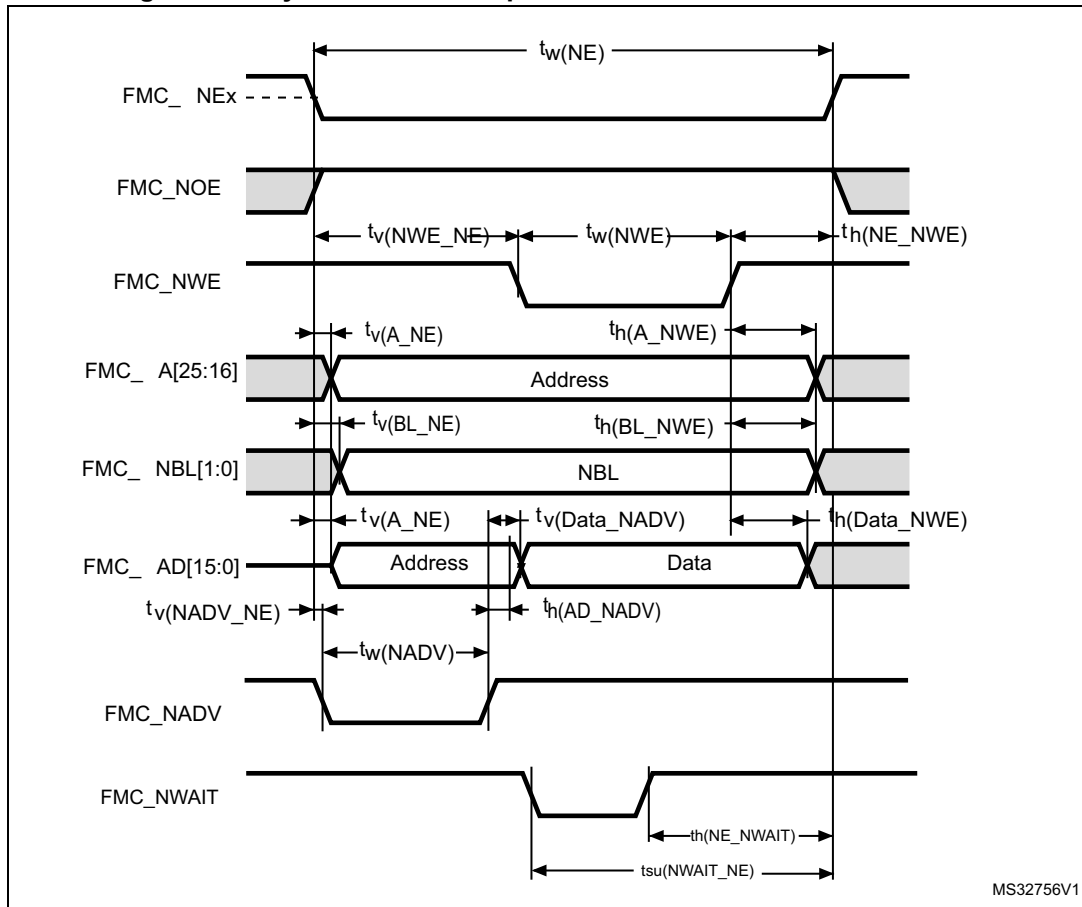 tw(NE)
FMC_ NEx
FMC_NOE
tv(NWE_NE) tw(NWE) th(NE_NWE)
FMC_NWE
tv(A_NE) th(A_NWE)
FMC_ A[25:16] Address
tv(BL_NE) th(BL_NWE)
FMC_ NBL[1:0] NBL
tv(A_NE) tv(Data_NADV) th(Data_NWE)
FMC_ AD[15:0] Address Data
tv(NADV_NE) th(AD_NADV)
tw(NADV)
FMC_NADV
FMC_NWAIT
th(NE_NWAIT)
tsu(NWAIT_NE)
MS32756V1